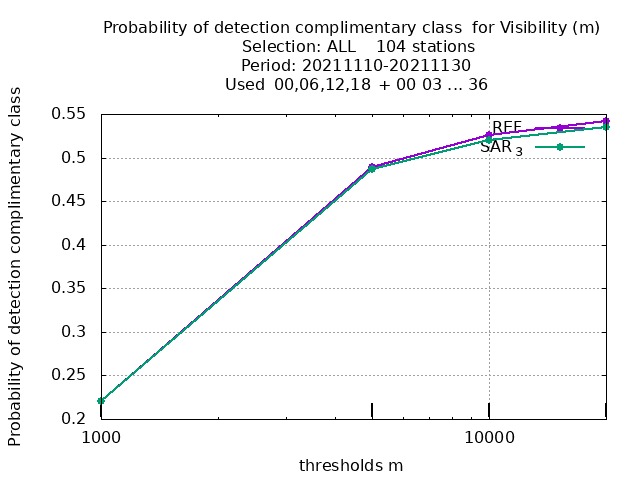 Probability of detection complimentary class for Visibility (m)
Selection: ALL 104 stations
Period: 20211110-20211130
Used 00,06,12,18 + 00 03 ... 36
Probability of detection complimentary class
0.55
0.5
0.45
0.4
0.35
0.3
0.25
0.2
REF
SAR 3
1000
10000
thresholds m